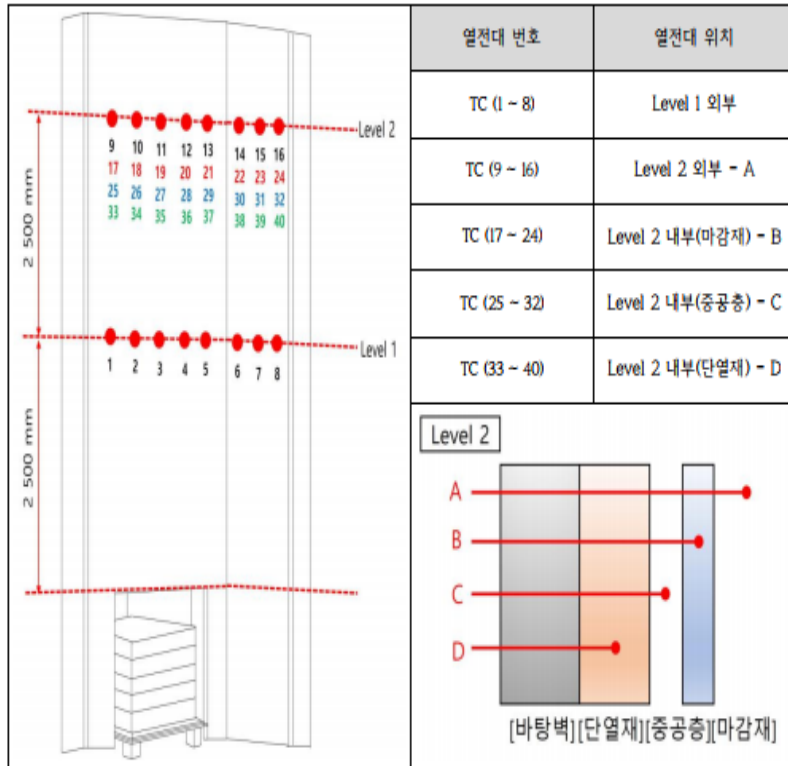 Level 2
9 10 11 12 13 14 15 16
17 18 19 20 21 22 23 24
25 26 27 28 29 30 31 32
33 34 35 36 37 38 39 40
2 500 mm
Level 1
1 2 3 4 5 6 7 8
2 500 mm
열전대 번호 열전대 위치
TC (1 ~ 8) Level 1 외부
TC (9 ~ 16) Level 2 외부 - A
TC (17 ~ 24) Level 2 내부(마감재) - B
TC (25 ~ 32) Level 2 내부(중공층) - C
TC (33 ~ 40) Level 2 내부(단열재) - D
Level 2
A
B
C
D
[바탕벽][단열재][중공층][마감재]